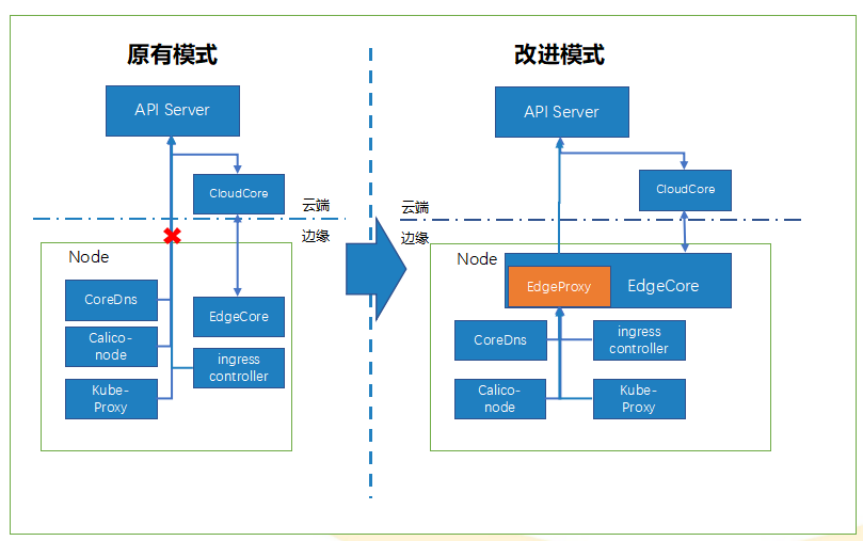 原有模式
API Server
CloudCore
云端
边缘
Node
CoreDns
EdgeCore
Calico-
node
ingress
controller
Kube-
Proxy
改进模式
API Server
CloudCore
云端
边缘
Node
EdgeProxy
EdgeCore
CoreDns
ingress
controller
Calico-
node
Kube-
Proxy